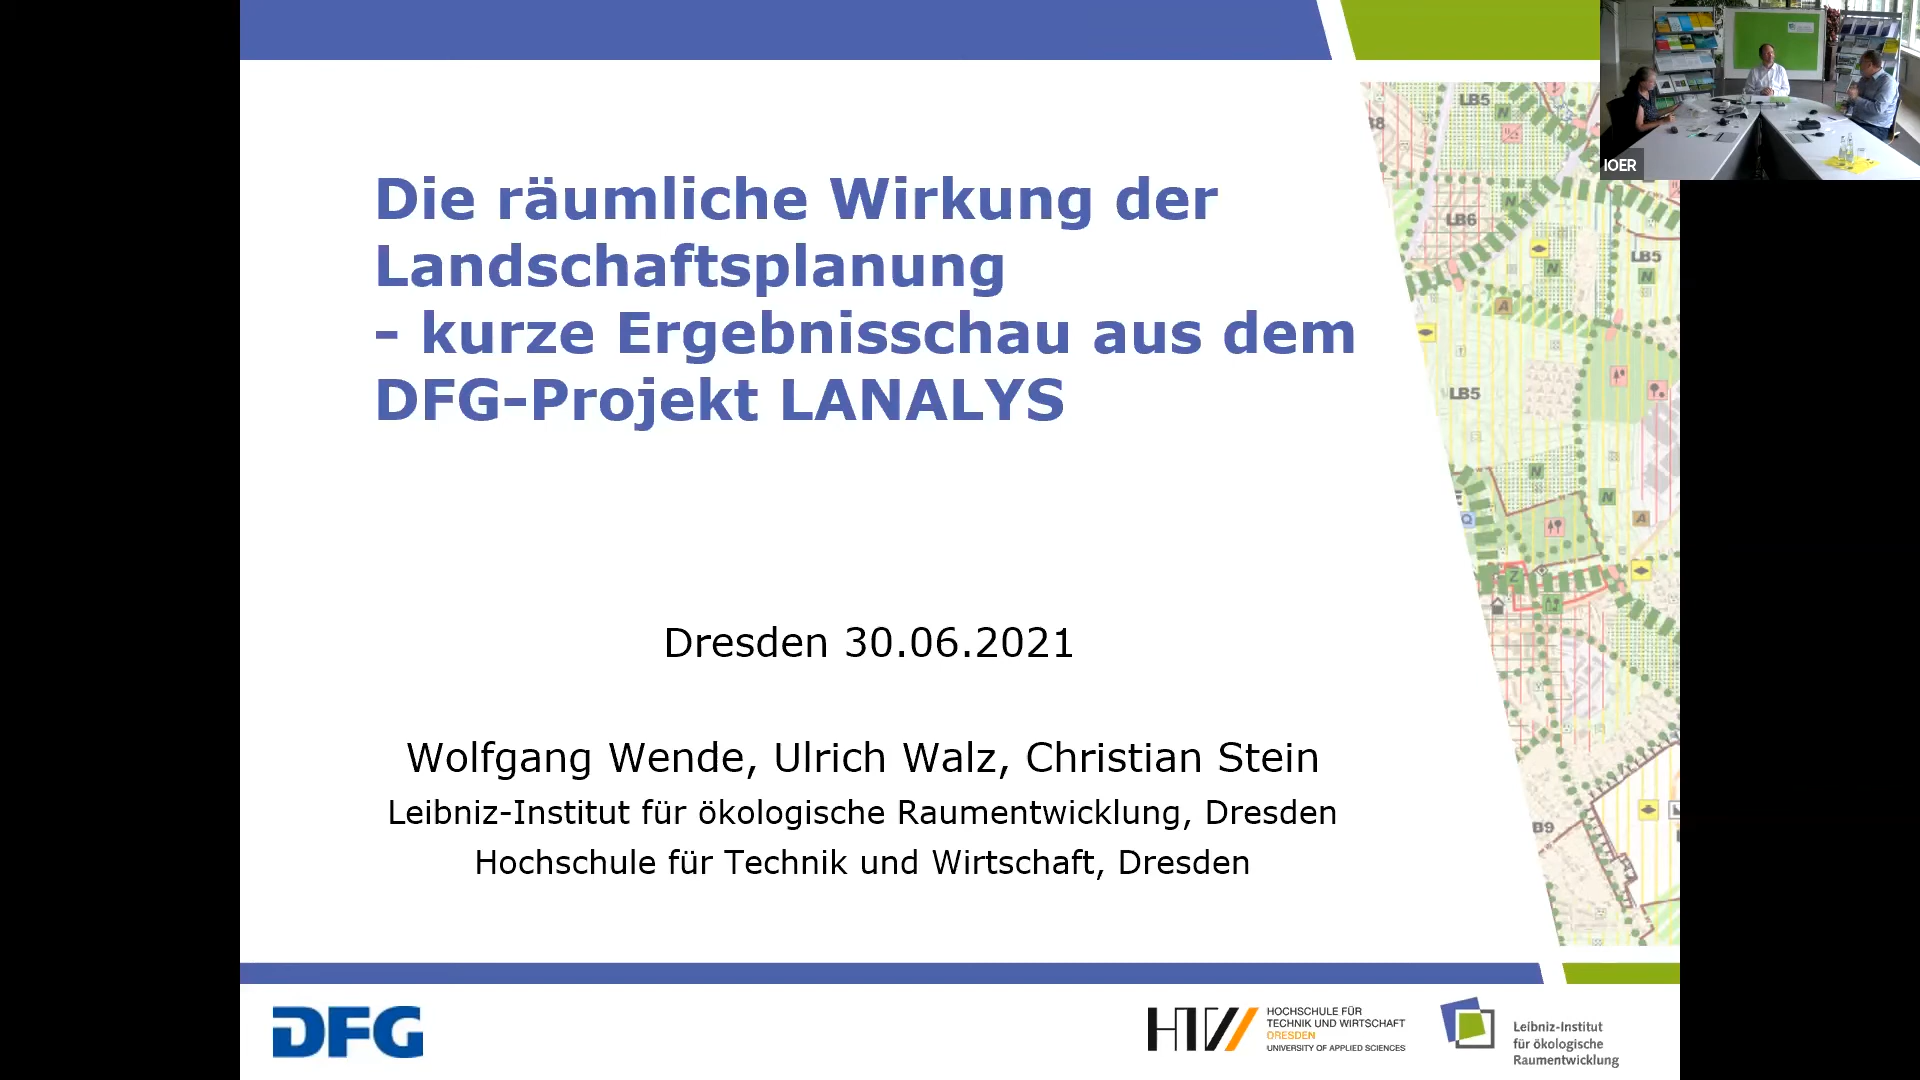 Die räumliche Wirkung der
Landschaftsplanung
- kurze Ergebnisschau aus dem
DFG-Projekt LANALYS
Dresden 30.06.2021
Wolfgang Wende, Ulrich Walz, Christian Stein
Leibniz-Institut für ökologische Raumentwicklung, Dresden
Hochschule für Technik und Wirtschaft, Dresden
IOER
LB5
N
LB6
N
LB5
N
N
A
LB5
N
N
A
Z
B9
DFG
HTW
HOCHSCHULE FÜR
TECHNIK UND WIRTSCHAFT
DRESDEN
UNIVERSITY OF APPLIED SCIENCES
Leibniz-Institut
für ökologische
Raumentwicklung